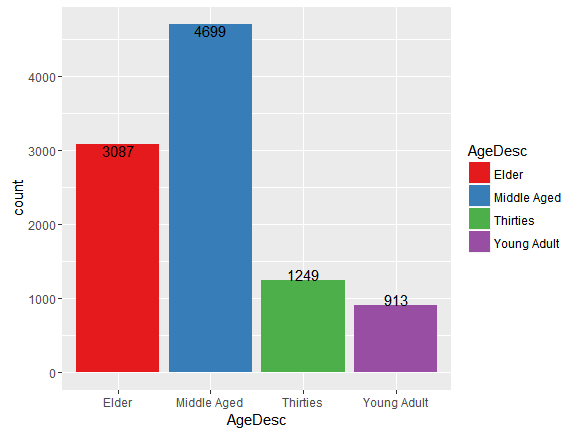 4699
4000
3087
3000
2000
1249
1000
913
0
count
Elder
Middle Aged
Thirties
Young Adult
AgeDesc
AgeDesc
Elder
Middle Aged
Thirties
Young Adult